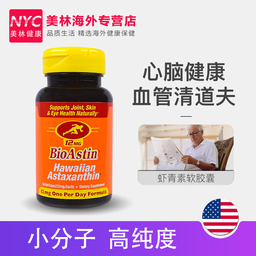 NYC
美林健康
美林海外专营店
品质生活 精选海外健康保健
心脑健康
血管清道夫
Supports Joint, Skin
& Eye Health Naturally
12MG
BioAstin
Hawaiian
Astaxanthin
12mg One Per Day Formula
虾青素软胶囊
小分子 高纯度